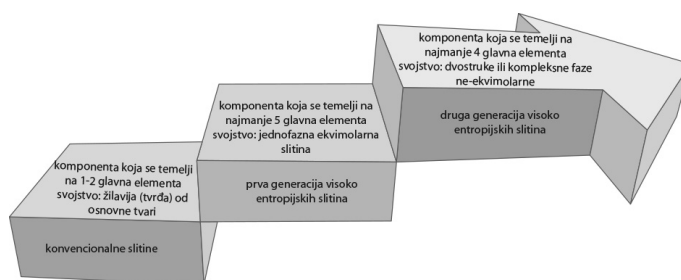 komponenta koja se temelji
na 1-2 glavna elementa
svojstvo: žilavija (tvrđa) od
osnovne tvari
konvencionalne slitine
komponenta koja se temelji na
najmanje 5 glavna elementa
svojstvo: jednofazna ekvimolarna
slitina
prva generacija visoko
entropijskih slitina
komponenta koja se temelji na
najmanje 4 glavna elementa
svojstvo: dvostruke ili kompleksne faze
ne-ekvimolarne
druga generacija visoko
entropijskih slitina